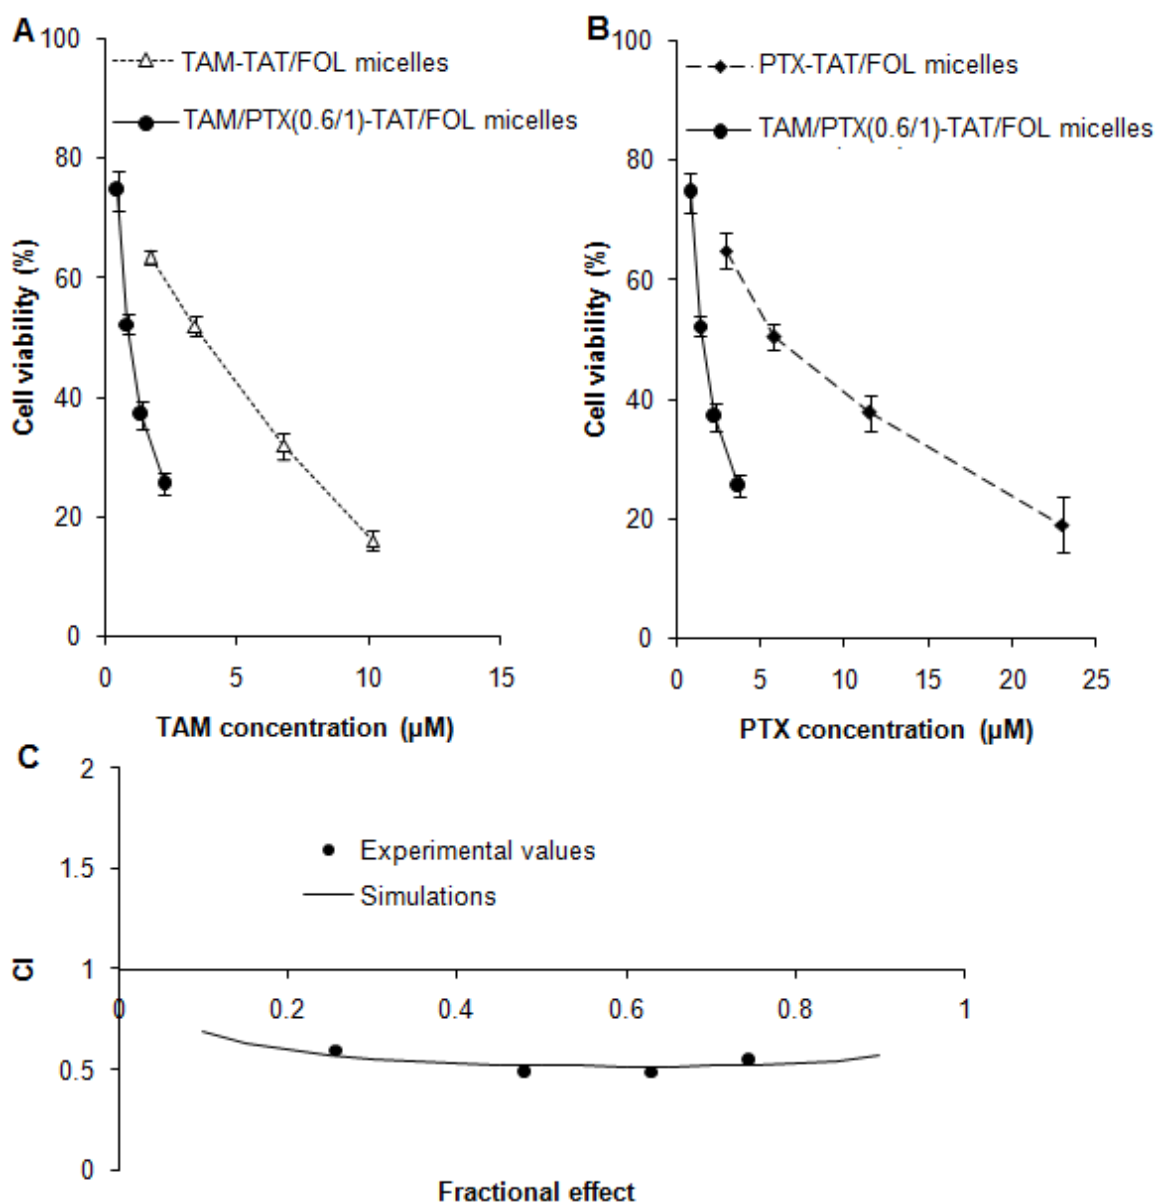 A
100
80
60
40
20
0
Cell viability (%)
TAM-TAT/FOL micelles
TAM/PTX(0.6/1)-TAT/FOL micelles
0 5 10 15
TAM concentration (µM)
B
100
80
60
40
20
0
Cell viability (%)
PTX-TAT/FOL micelles
TAM/PTX(0.6/1)-TAT/FOL micelles
0 5 10 15 20 25
PTX concentration (µM)
C
2
1.5
1
0.5
0
CI
Experimental values
Simulations
0 0.2 0.4 0.6 0.8 1
Fractional effect